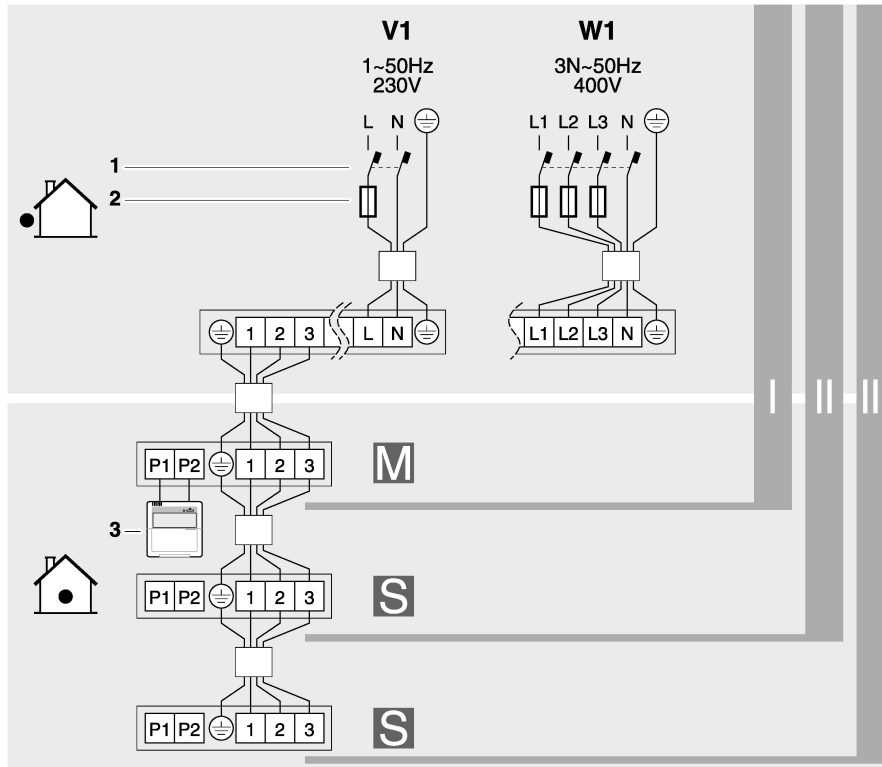 V1 W1
1~50Hz 3N~50Hz
230V 400V
L N L1 L2 L3 N
1
2
1 2 3 L N L1 L2 L3 N
I II II
P1 P2 1 2 3 M
3
P1 P2 1 2 3 S
P1 P2 1 2 3 S